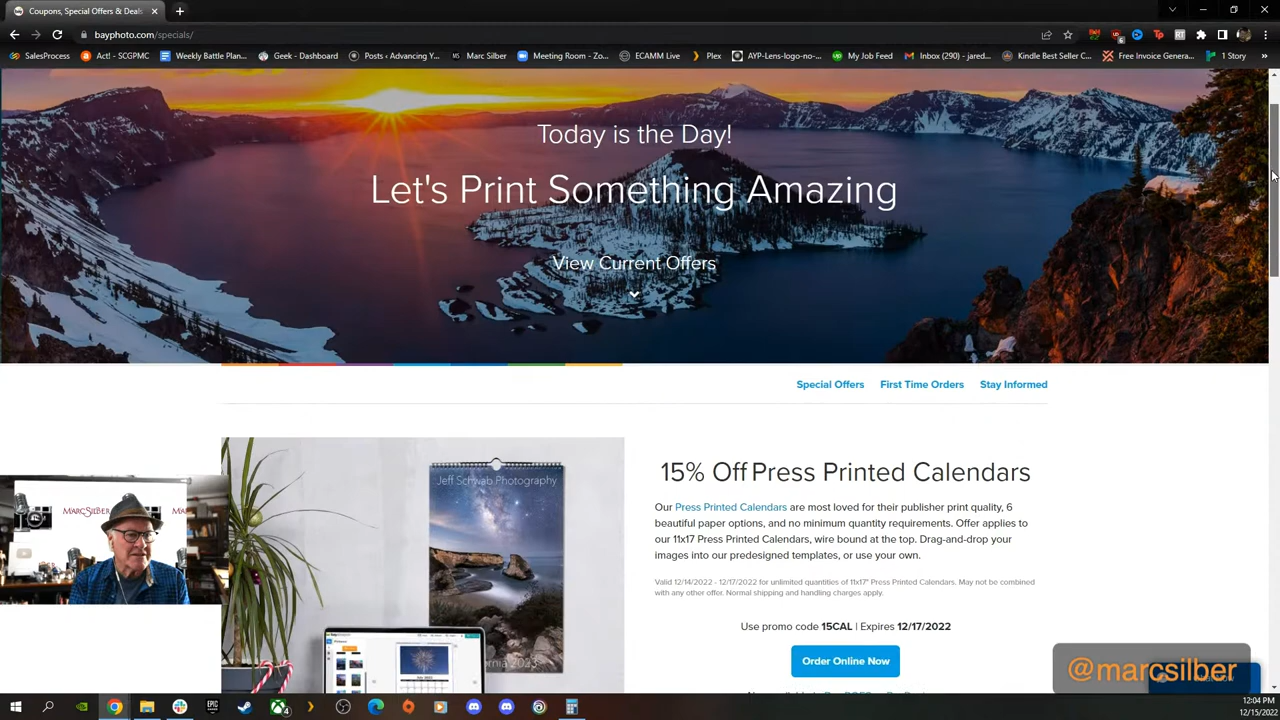 Coupons, Special Offers & Deals
bayphoto.com/specials/
SalesProcess Act! - SCGPMC Weekly Battle Plan... Geek - Dashboard Posts ‹ Advancing Y... Marc Silber Meeting Room - Zo... ECAMM Live Plex AYP-Lens-logo-no-... My Job Feed Inbox (290) - jared... Kindle Best Seller C... Free Invoice Genera... 1 Story »
Today is the Day!
Let's Print Something Amazing
View Current Offers
Special Offers First Time Orders Stay Informed
Jeff Schwab Photography
15% Off Press Printed Calendars
Our Press Printed Calendars are most loved for their publisher print quality, 6
beautiful paper options, and no minimum quantity requirements. Offer applies to
our 11x17 Press Printed Calendars, wire bound at the top. Drag-and-drop your
images into our predesigned templates, or use your own.
Valid 12/14/2022 - 12/17/2022 for unlimited quantities of 11x17" Press Printed Calendars. May not be combined
with any other offer. Normal shipping and handling charges apply.
MARCSILBER
Use promo code 15CAL | Expires 12/17/2022
Order Online Now
@marcsilber
12:04 PM
12/15/2022